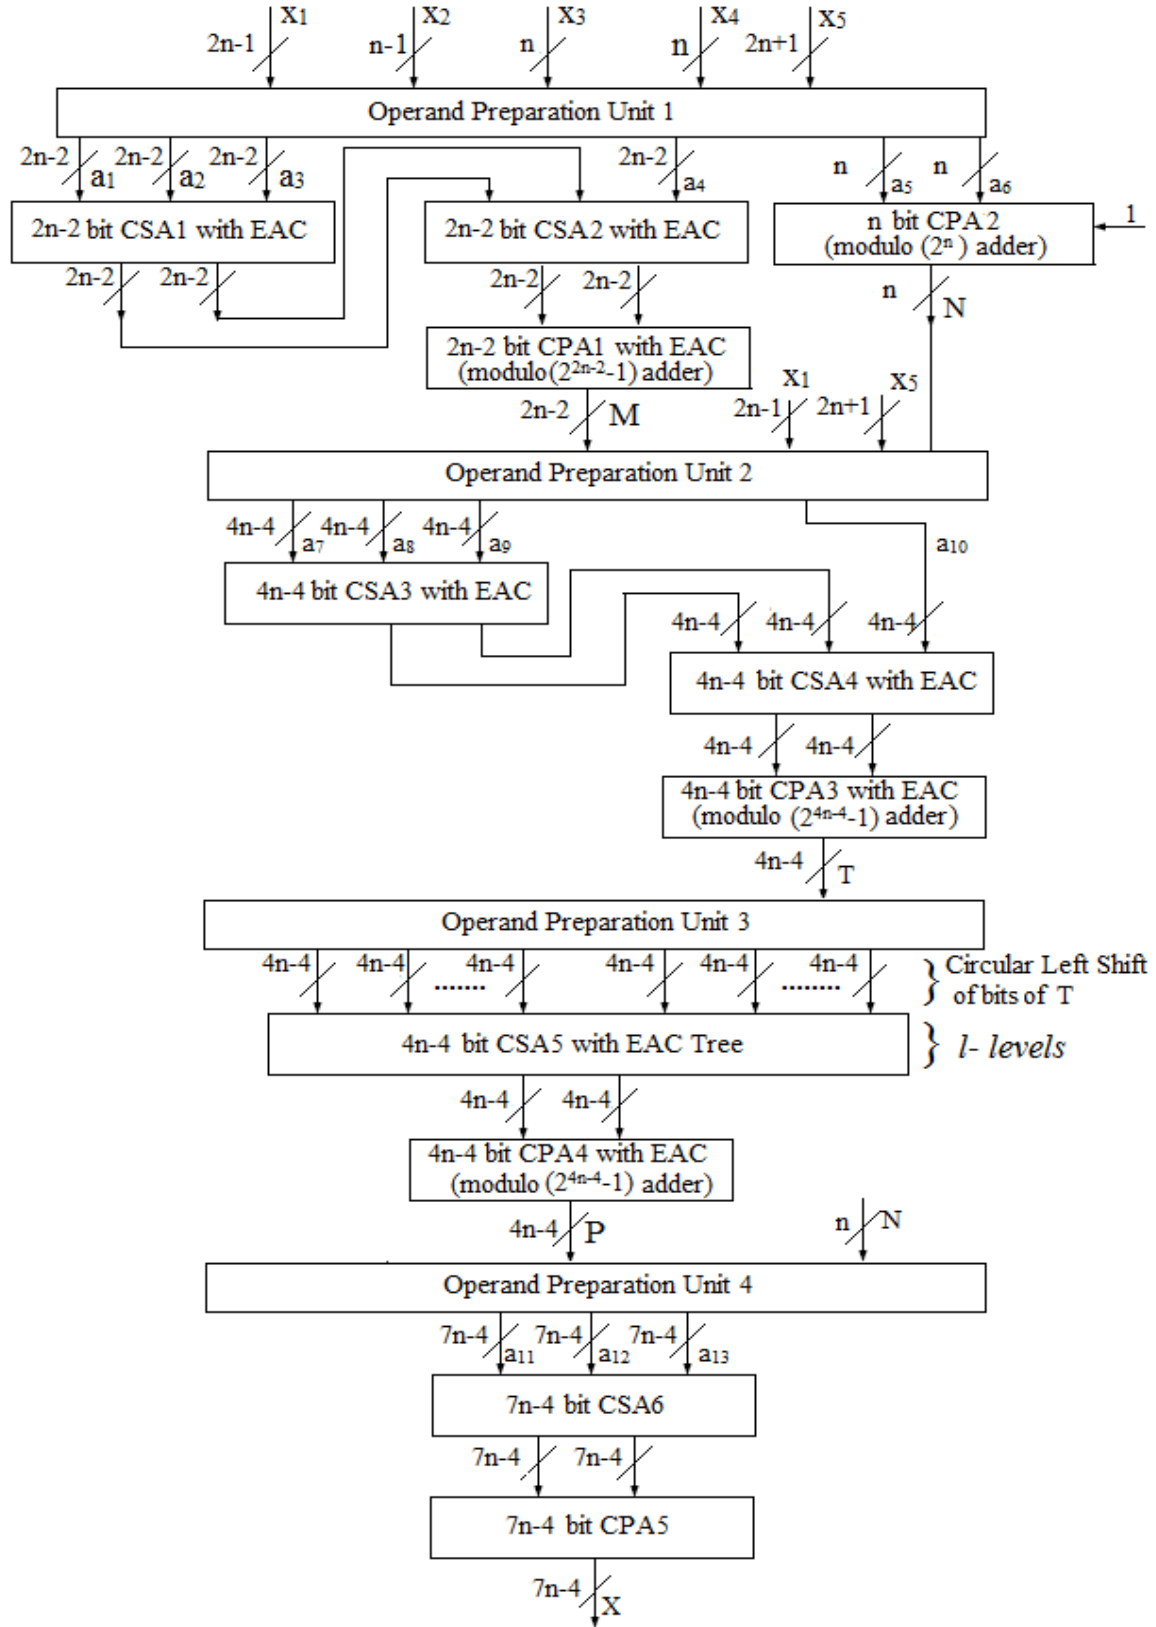 x₁ x₂ x₃ x₄ x₅
2n-1 n-1 n n 2n+1
Operand Preparation Unit 1
2n-2 2n-2 2n-2 2n-2 n n
a₁ a₂ a₃ a₄ a₅ a₆
2n-2 bit CSA1 with EAC
2n-2 bit CSA2 with EAC
n bit CPA2
(modulo (2ⁿ) adder)
1
2n-2 2n-2 2n-2 2n-2 n N
2n-2 bit CPA1 with EAC
(modulo(2²ⁿ⁻²-1) adder)
x₁ x₅
2n-2 M 2n-1 2n+1
Operand Preparation Unit 2
4n-4 4n-4 4n-4
a₇ a₈ a₉ a₁₀
4n-4 bit CSA3 with EAC
4n-4 4n-4 4n-4
4n-4 bit CSA4 with EAC
4n-4 4n-4
4n-4 bit CPA3 with EAC
(modulo (2⁴ⁿ⁻⁴-1) adder)
4n-4 T
Operand Preparation Unit 3
4n-4 4n-4 4n-4 4n-4 4n-4 4n-4
....... ........
} Circular Left Shift
of bits of T
4n-4 bit CSA5 with EAC Tree
} l- levels
4n-4 4n-4
4n-4 bit CPA4 with EAC
(modulo (2⁴ⁿ⁻⁴-1) adder)
4n-4 P n N
Operand Preparation Unit 4
7n-4 7n-4 7n-4
a₁₁ a₁₂ a₁₃
7n-4 bit CSA6
7n-4 7n-4
7n-4 bit CPA5
7n-4 X